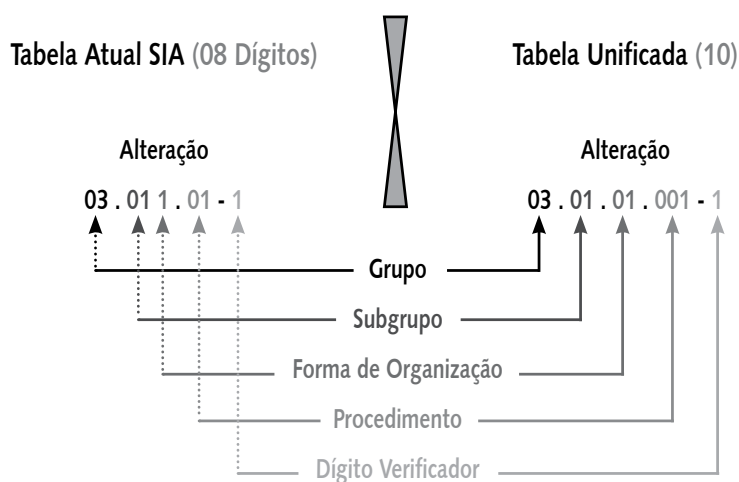 Tabela Atual SIA (08 Dígitos)
Tabela Unificada (10)
Alteração
Alteração
03 . 01 1 . 01 - 1
03 . 01 . 01 . 001 - 1
Grupo
Subgrupo
Forma de Organização
Procedimento
Dígito Verificador